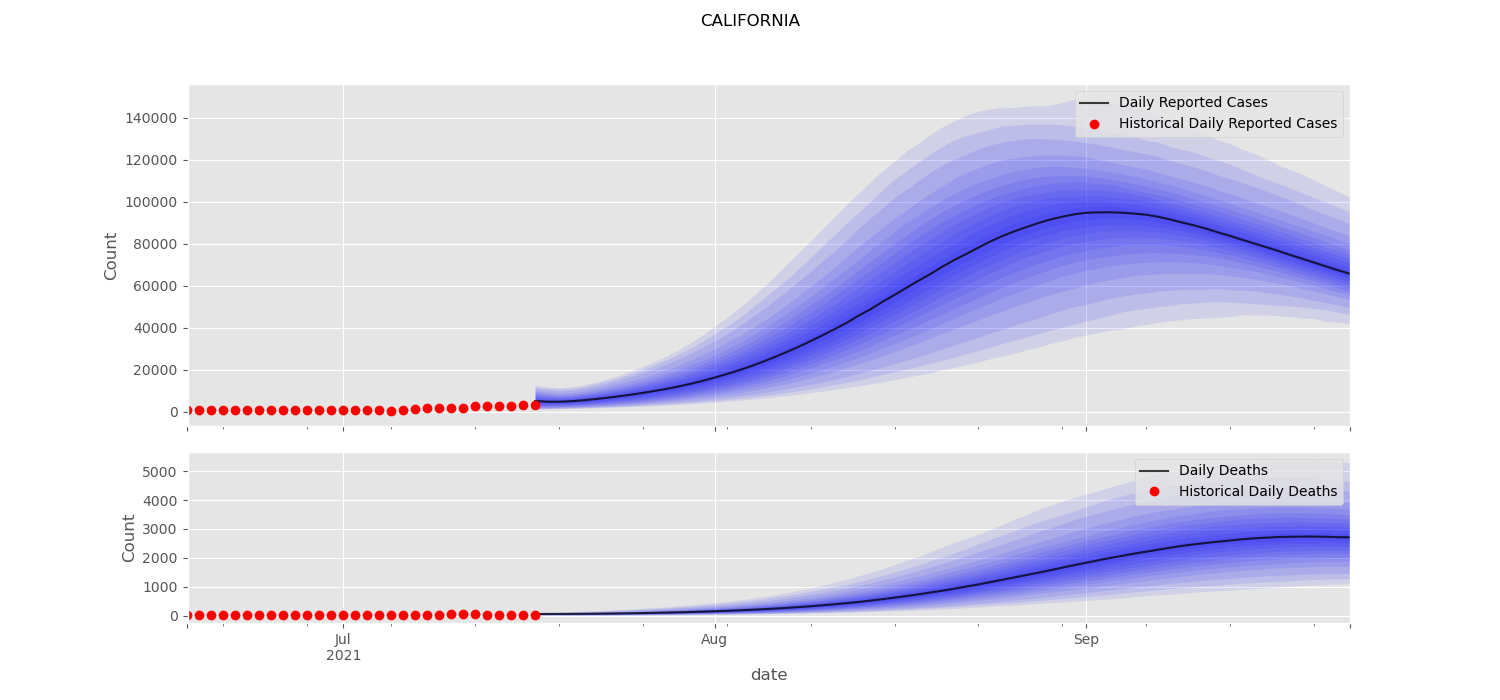 CALIFORNIA
Daily Reported Cases
Historical Daily Reported Cases
140000
120000
100000
80000
60000
40000
20000
0
Count
Daily Deaths
Historical Daily Deaths
5000
4000
3000
2000
1000
0
Count
Jul
2021
Aug
Sep
date